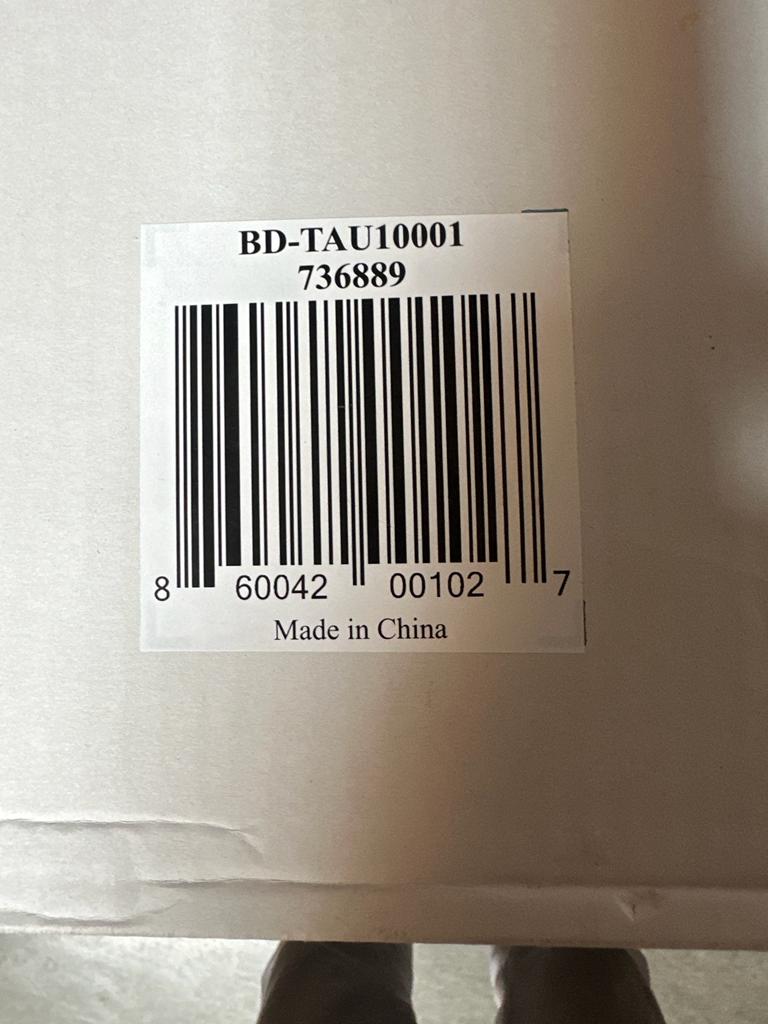 BD-TAU10001
736889
8 60042 00102 7
Made in China